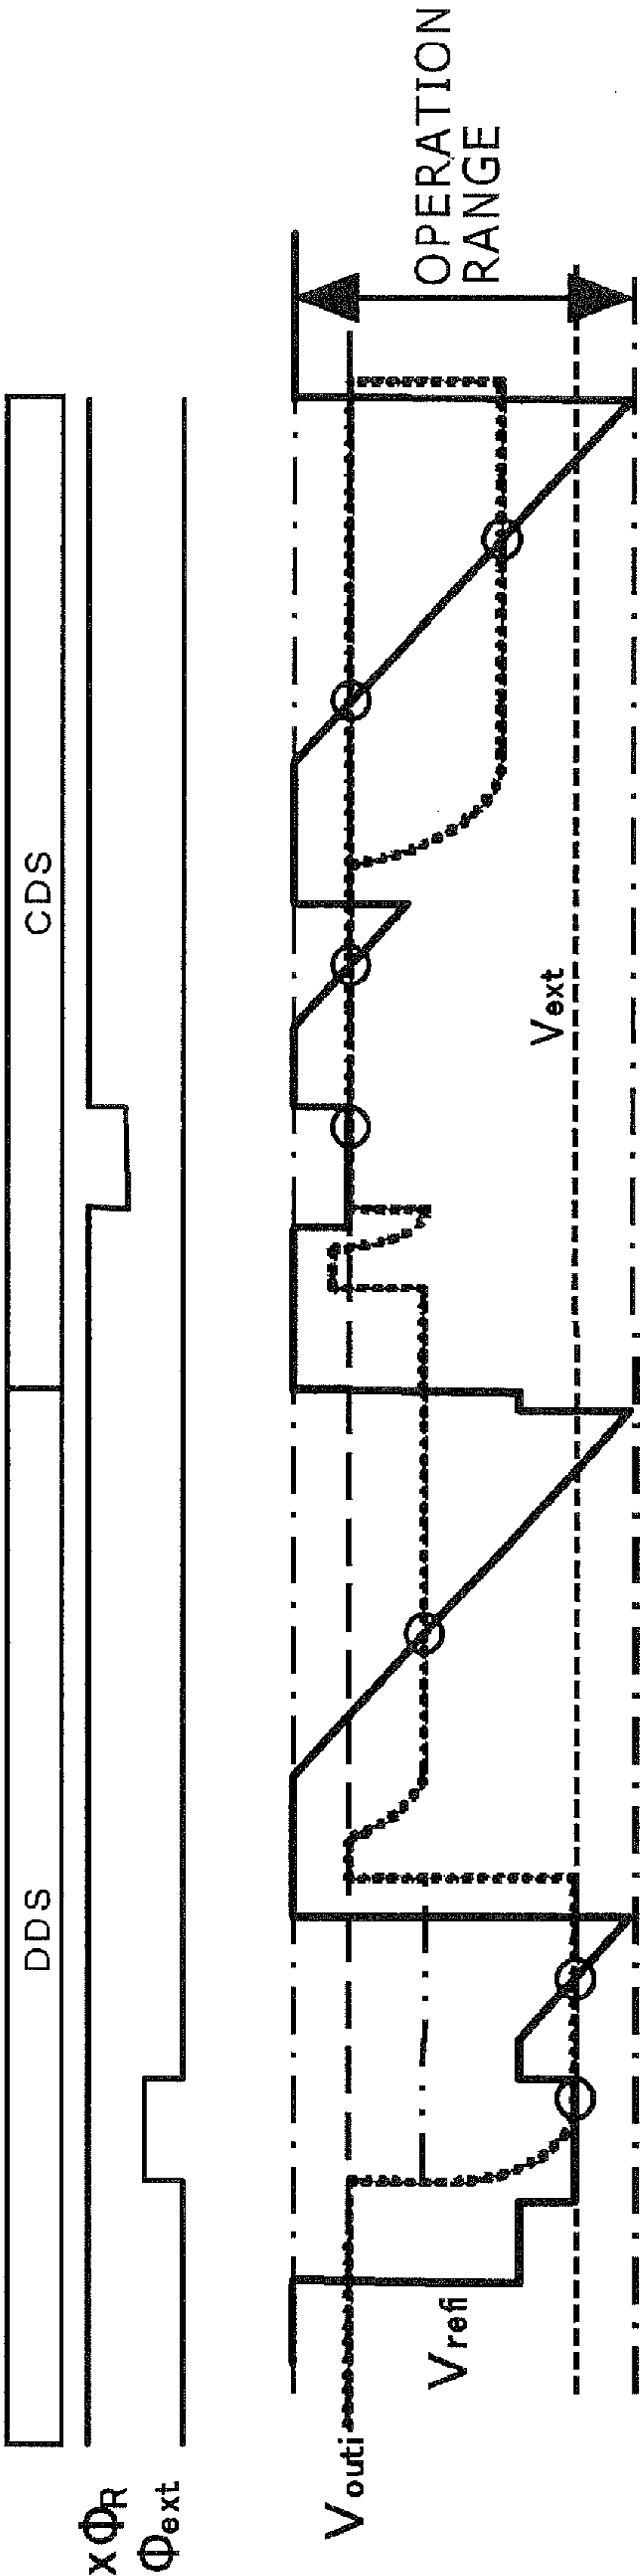 DDS
CDS
xΦR
Φext
Vouti
Vrefi
Vext
OPERATION
RANGE